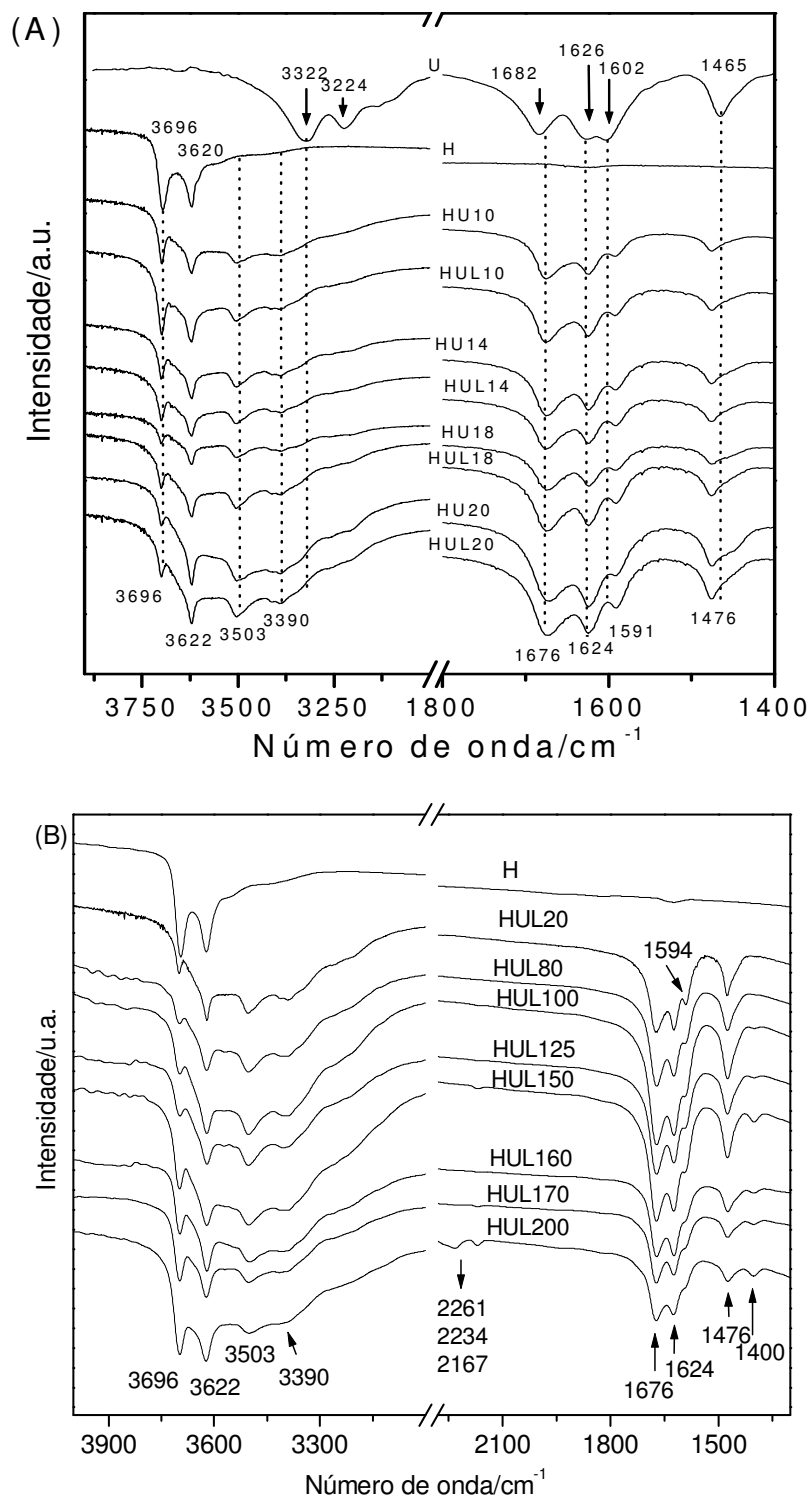 (A)
3322
3224
U
1682
1626
1602
1465
3696
3620
H
HU10
HUL10
HU14
HUL14
HU18
HUL18
HU20
HUL20
3696
3622
3503
3390
1676
1624
1591
1476
Intensidade/a.u.
3750 3500 3250 1800 1600 1400
Número de onda/cm-1
(B)
H
HUL20
1594
HUL80
HUL100
HUL125
HUL150
HUL160
HUL170
HUL200
2261
2234
2167
3696
3622
3503
3390
1676
1624
1476
1400
Intensidade/u.a.
3900 3600 3300 2100 1800 1500
Número de onda/cm-1